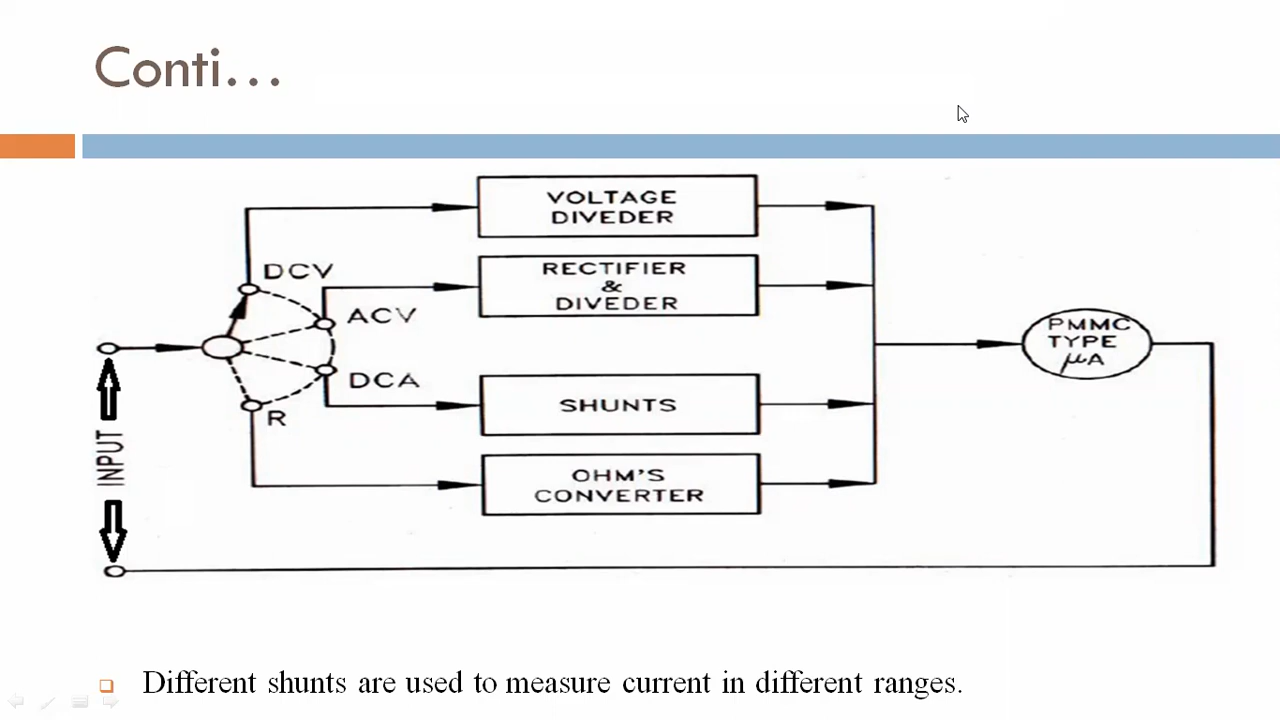 Conti...
VOLTAGE
DIVEDER
DCV
RECTIFIER
&
DIVEDER
ACV
PMMC
TYPE
μA
DCA
SHUNTS
R
INPUT
OHM'S
CONVERTER
Different shunts are used to measure current in different ranges.